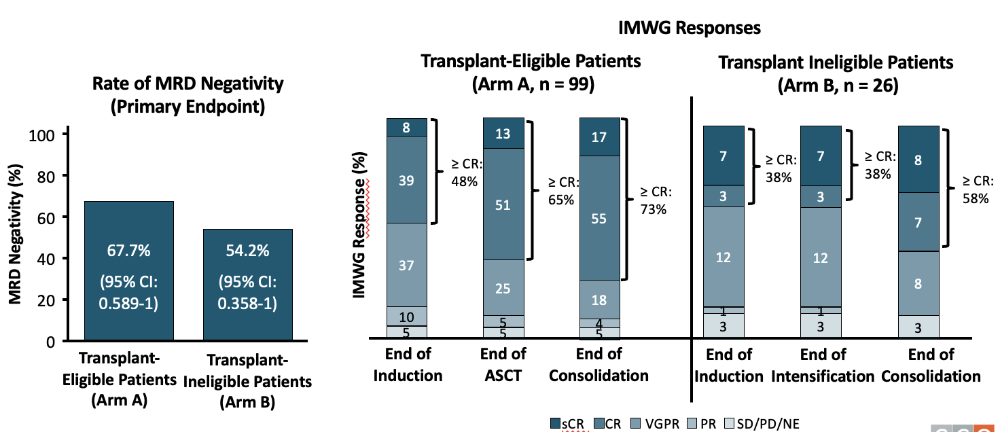 IMWG Responses
Rate of MRD Negativity
(Primary Endpoint)
MRD Negativity (%)
100
80
60
40
20
0
67.7%
(95% CI:
0.589-1)
54.2%
(95% CI:
0.358-1)
Transplant-
Eligible Patients
(Arm A)
Transplant-
Ineligible Patients
(Arm B)
Transplant-Eligible Patients
(Arm A, n = 99)
IMWG Response (%)
8
39
37
10
5
≥ CR:
48%
End of
Induction
13
51
25
5
5
≥ CR:
65%
End of
ASCT
17
55
18
4
5
≥ CR:
73%
End of
Consolidation
Transplant Ineligible Patients
(Arm B, n = 26)
7
3
12
1
3
≥ CR:
38%
End of
Induction
7
3
12
1
3
≥ CR:
38%
End of
Intensification
8
7
8
3
≥ CR:
58%
End of
Consolidation
sCR CR VGPR PR SD/PD/NE